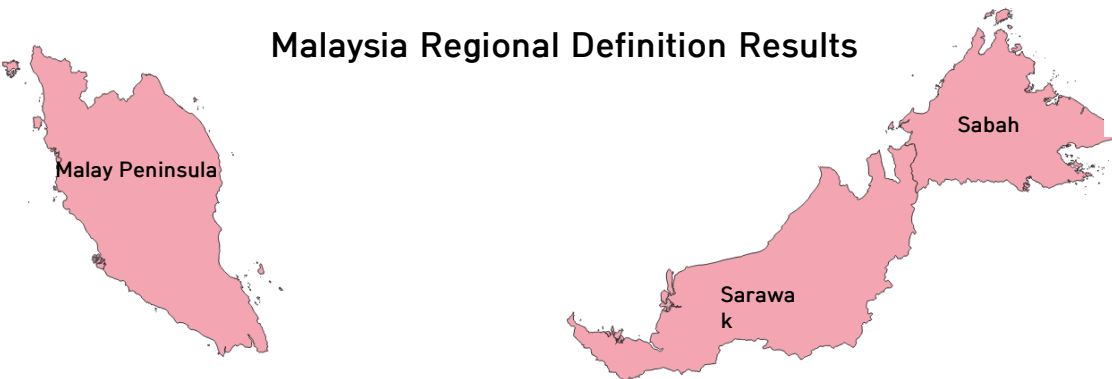 Malaysia Regional Definition Results
Sabah
Malay Peninsula
Sarawa
k